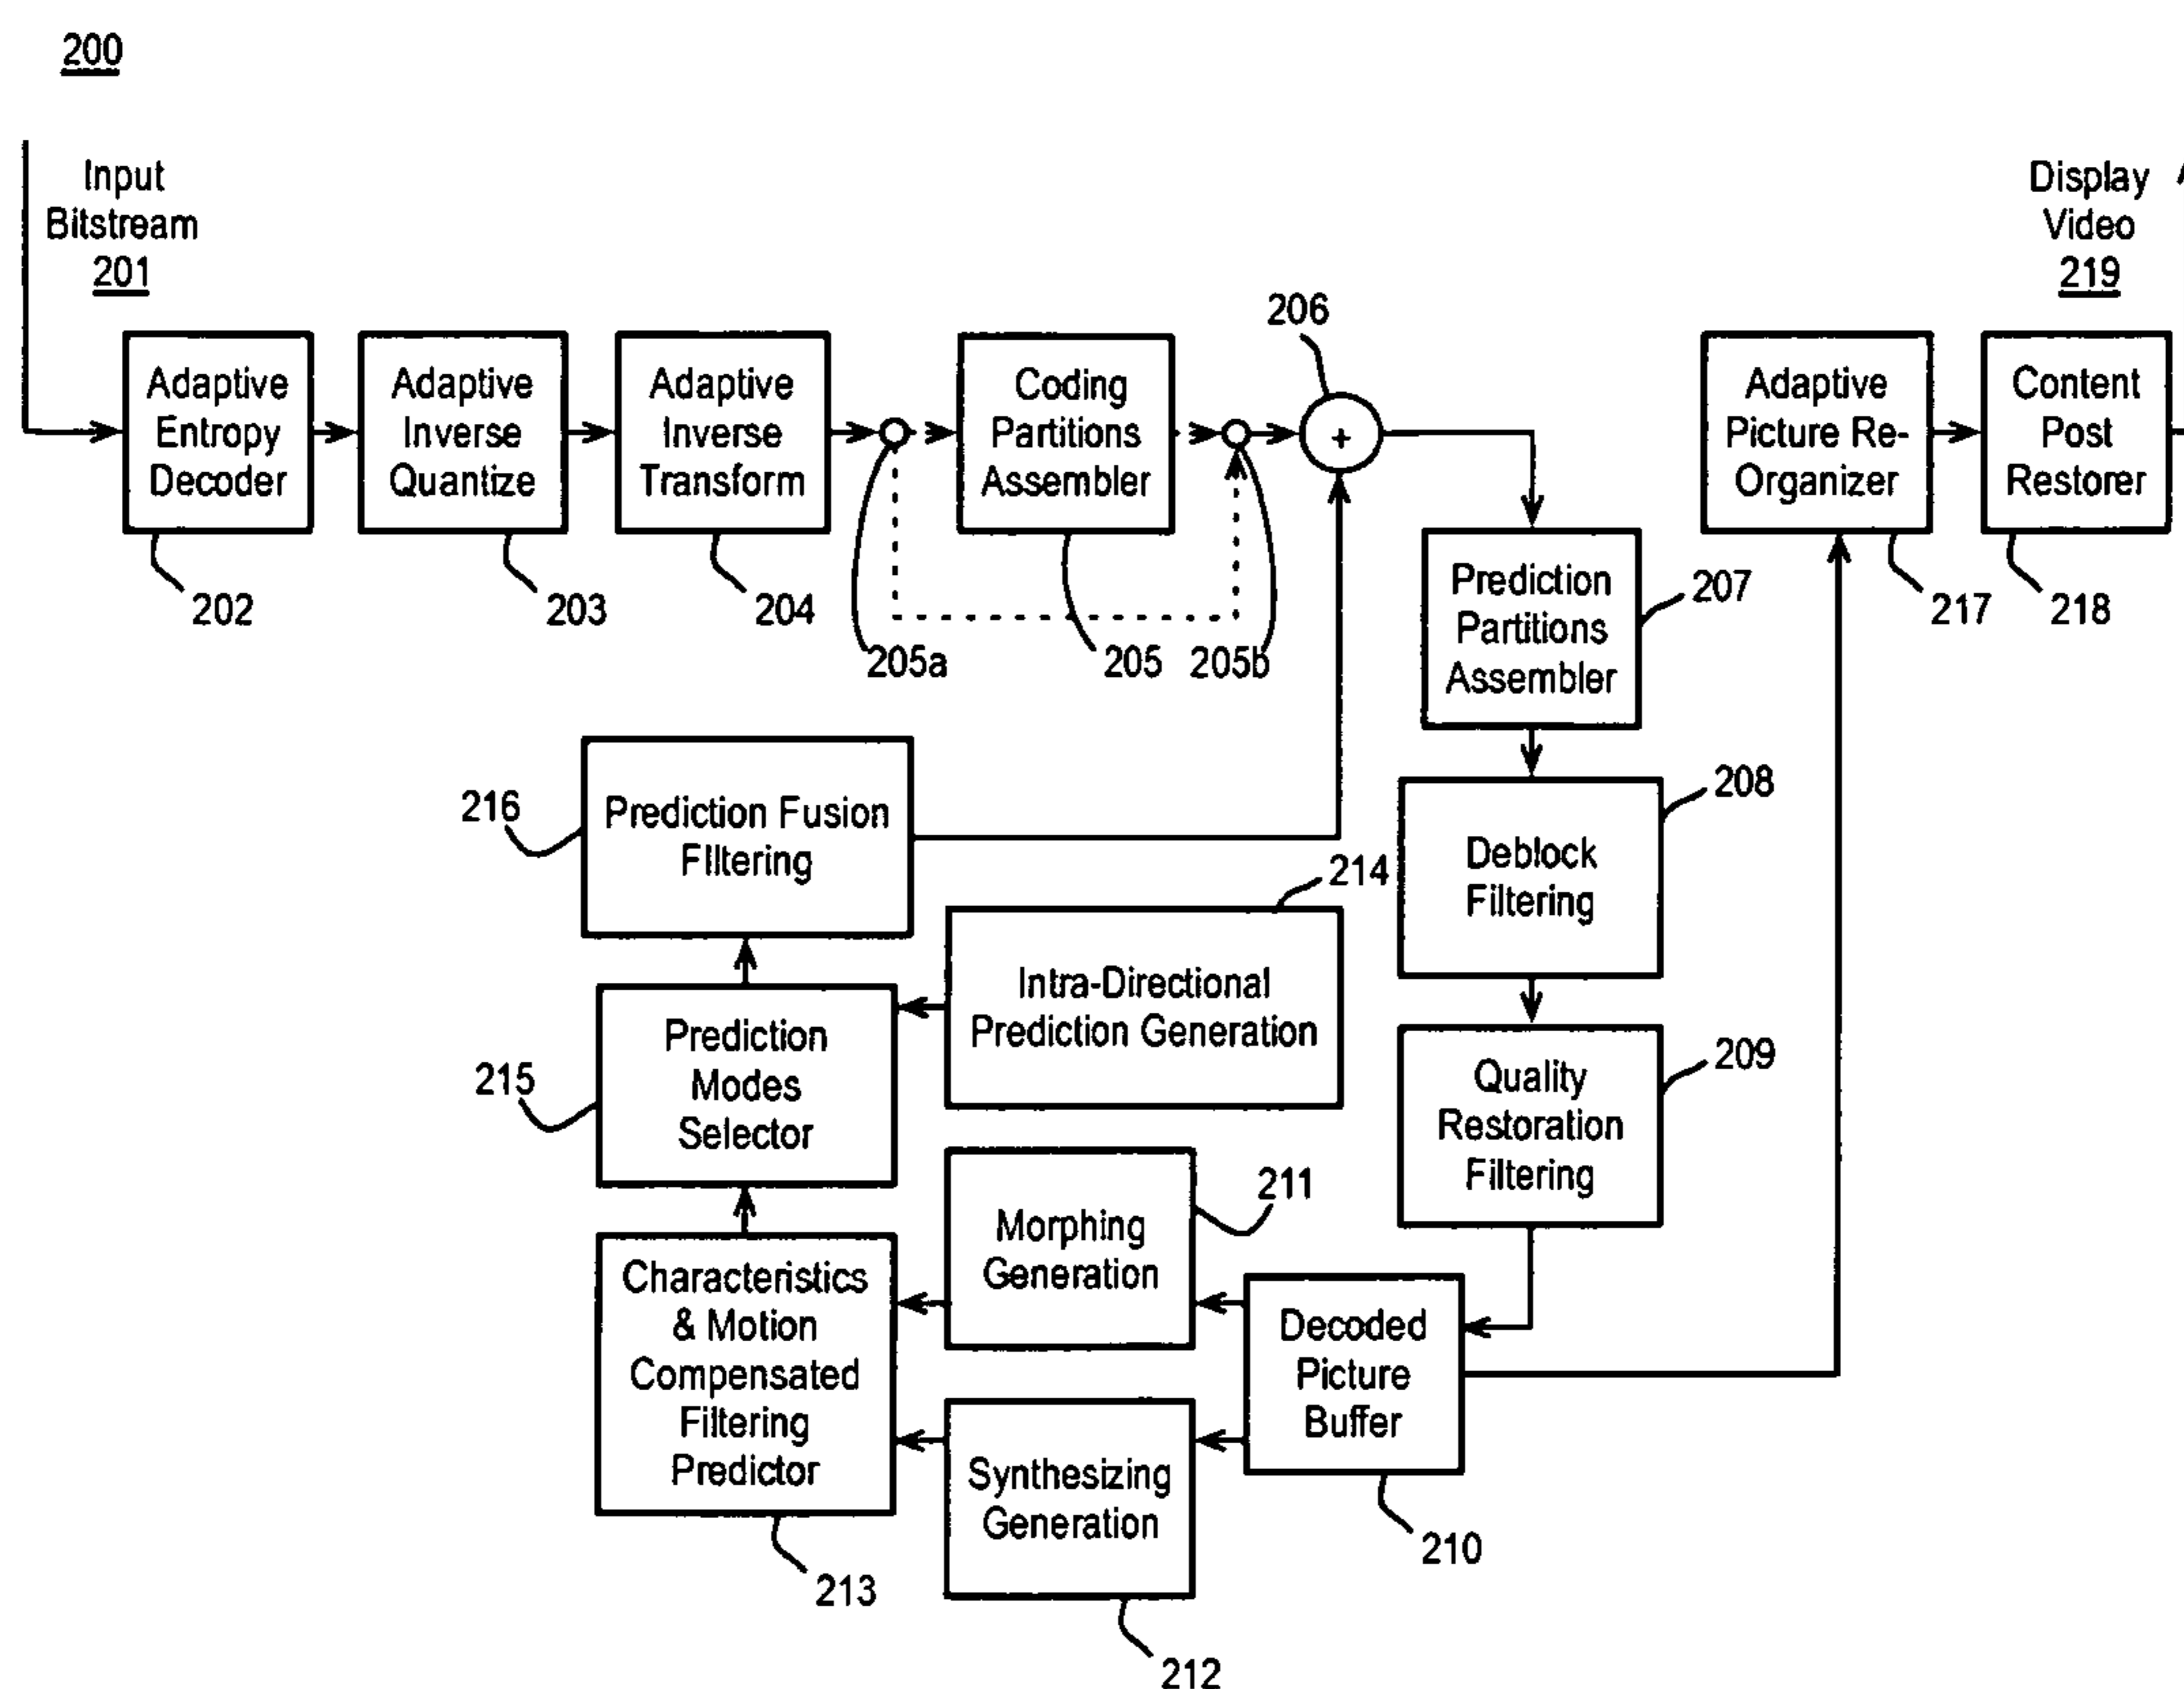 200
Input
Bitstream
201
Display
Video
219
206
Adaptive
Entropy
Decoder
Adaptive
Inverse
Quantize
Adaptive
Inverse
Transform
Coding
Partitions
Assembler
+
Adaptive
Picture Re-
Organizer
Content
Post
Restorer
202
203
204
205a
205
205b
Prediction
Partitions
Assembler
207
217
218
216
Prediction Fusion
Filtering
208
Deblock
Filtering
214
Intra-Directional
Prediction Generation
215
Prediction
Modes
Selector
209
Quality
Restoration
Filtering
211
Morphing
Generation
Characteristics
& Motion
Compensated
Filtering
Predictor
Decoded
Picture
Buffer
Synthesizing
Generation
210
213
212